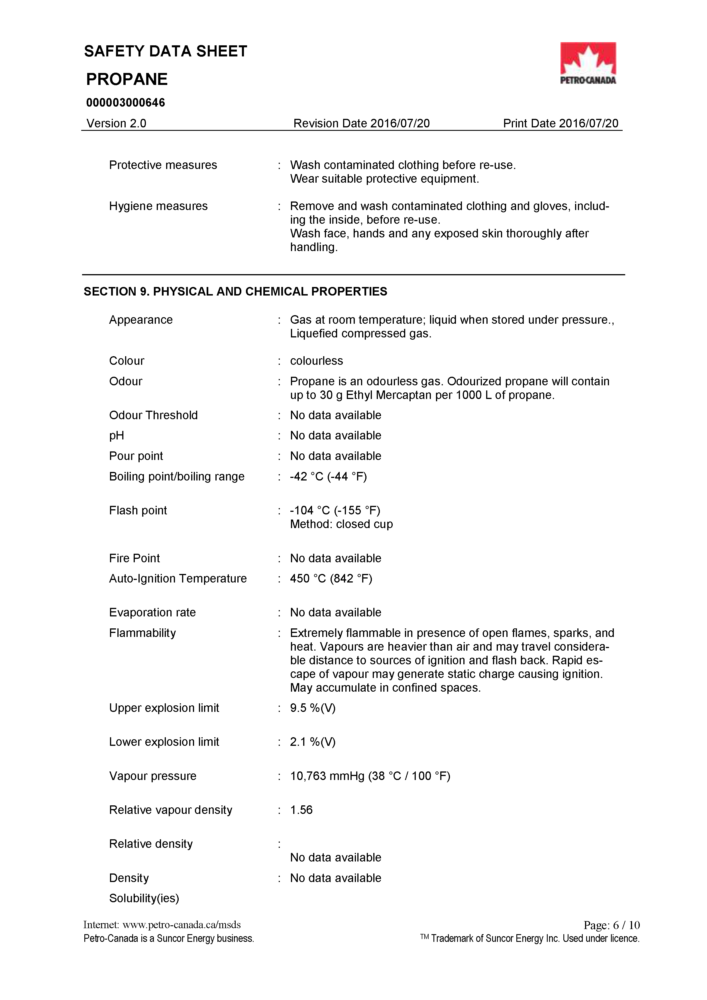 SAFETY DATA SHEET
PROPANE
PETRO-CANADA
000003000646
Version 2.0 Revision Date 2016/07/20 Print Date 2016/07/20
Protective measures : Wash contaminated clothing before re-use.
Wear suitable protective equipment.
Hygiene measures : Remove and wash contaminated clothing and gloves, includ-
ing the inside, before re-use.
Wash face, hands and any exposed skin thoroughly after
handling.
SECTION 9. PHYSICAL AND CHEMICAL PROPERTIES
Appearance : Gas at room temperature; liquid when stored under pressure.,
Liquefied compressed gas.
Colour : colourless
Odour : Propane is an odourless gas. Odourized propane will contain
up to 30 g Ethyl Mercaptan per 1000 L of propane.
Odour Threshold : No data available
pH : No data available
Pour point : No data available
Boiling point/boiling range : -42 °C (-44 °F)
Flash point : -104 °C (-155 °F)
Method: closed cup
Fire Point : No data available
Auto-Ignition Temperature : 450 °C (842 °F)
Evaporation rate : No data available
Flammability : Extremely flammable in presence of open flames, sparks, and
heat. Vapours are heavier than air and may travel considera-
ble distance to sources of ignition and flash back. Rapid es-
cape of vapour may generate static charge causing ignition.
May accumulate in confined spaces.
Upper explosion limit : 9.5 %(V)
Lower explosion limit : 2.1 %(V)
Vapour pressure : 10,763 mmHg (38 °C / 100 °F)
Relative vapour density : 1.56
Relative density :
No data available
Density : No data available
Solubility(ies)
Internet: www.petro-canada.ca/msds Page: 6 / 10
Petro-Canada is a Suncor Energy business. ™ Trademark of Suncor Energy Inc. Used under licence.